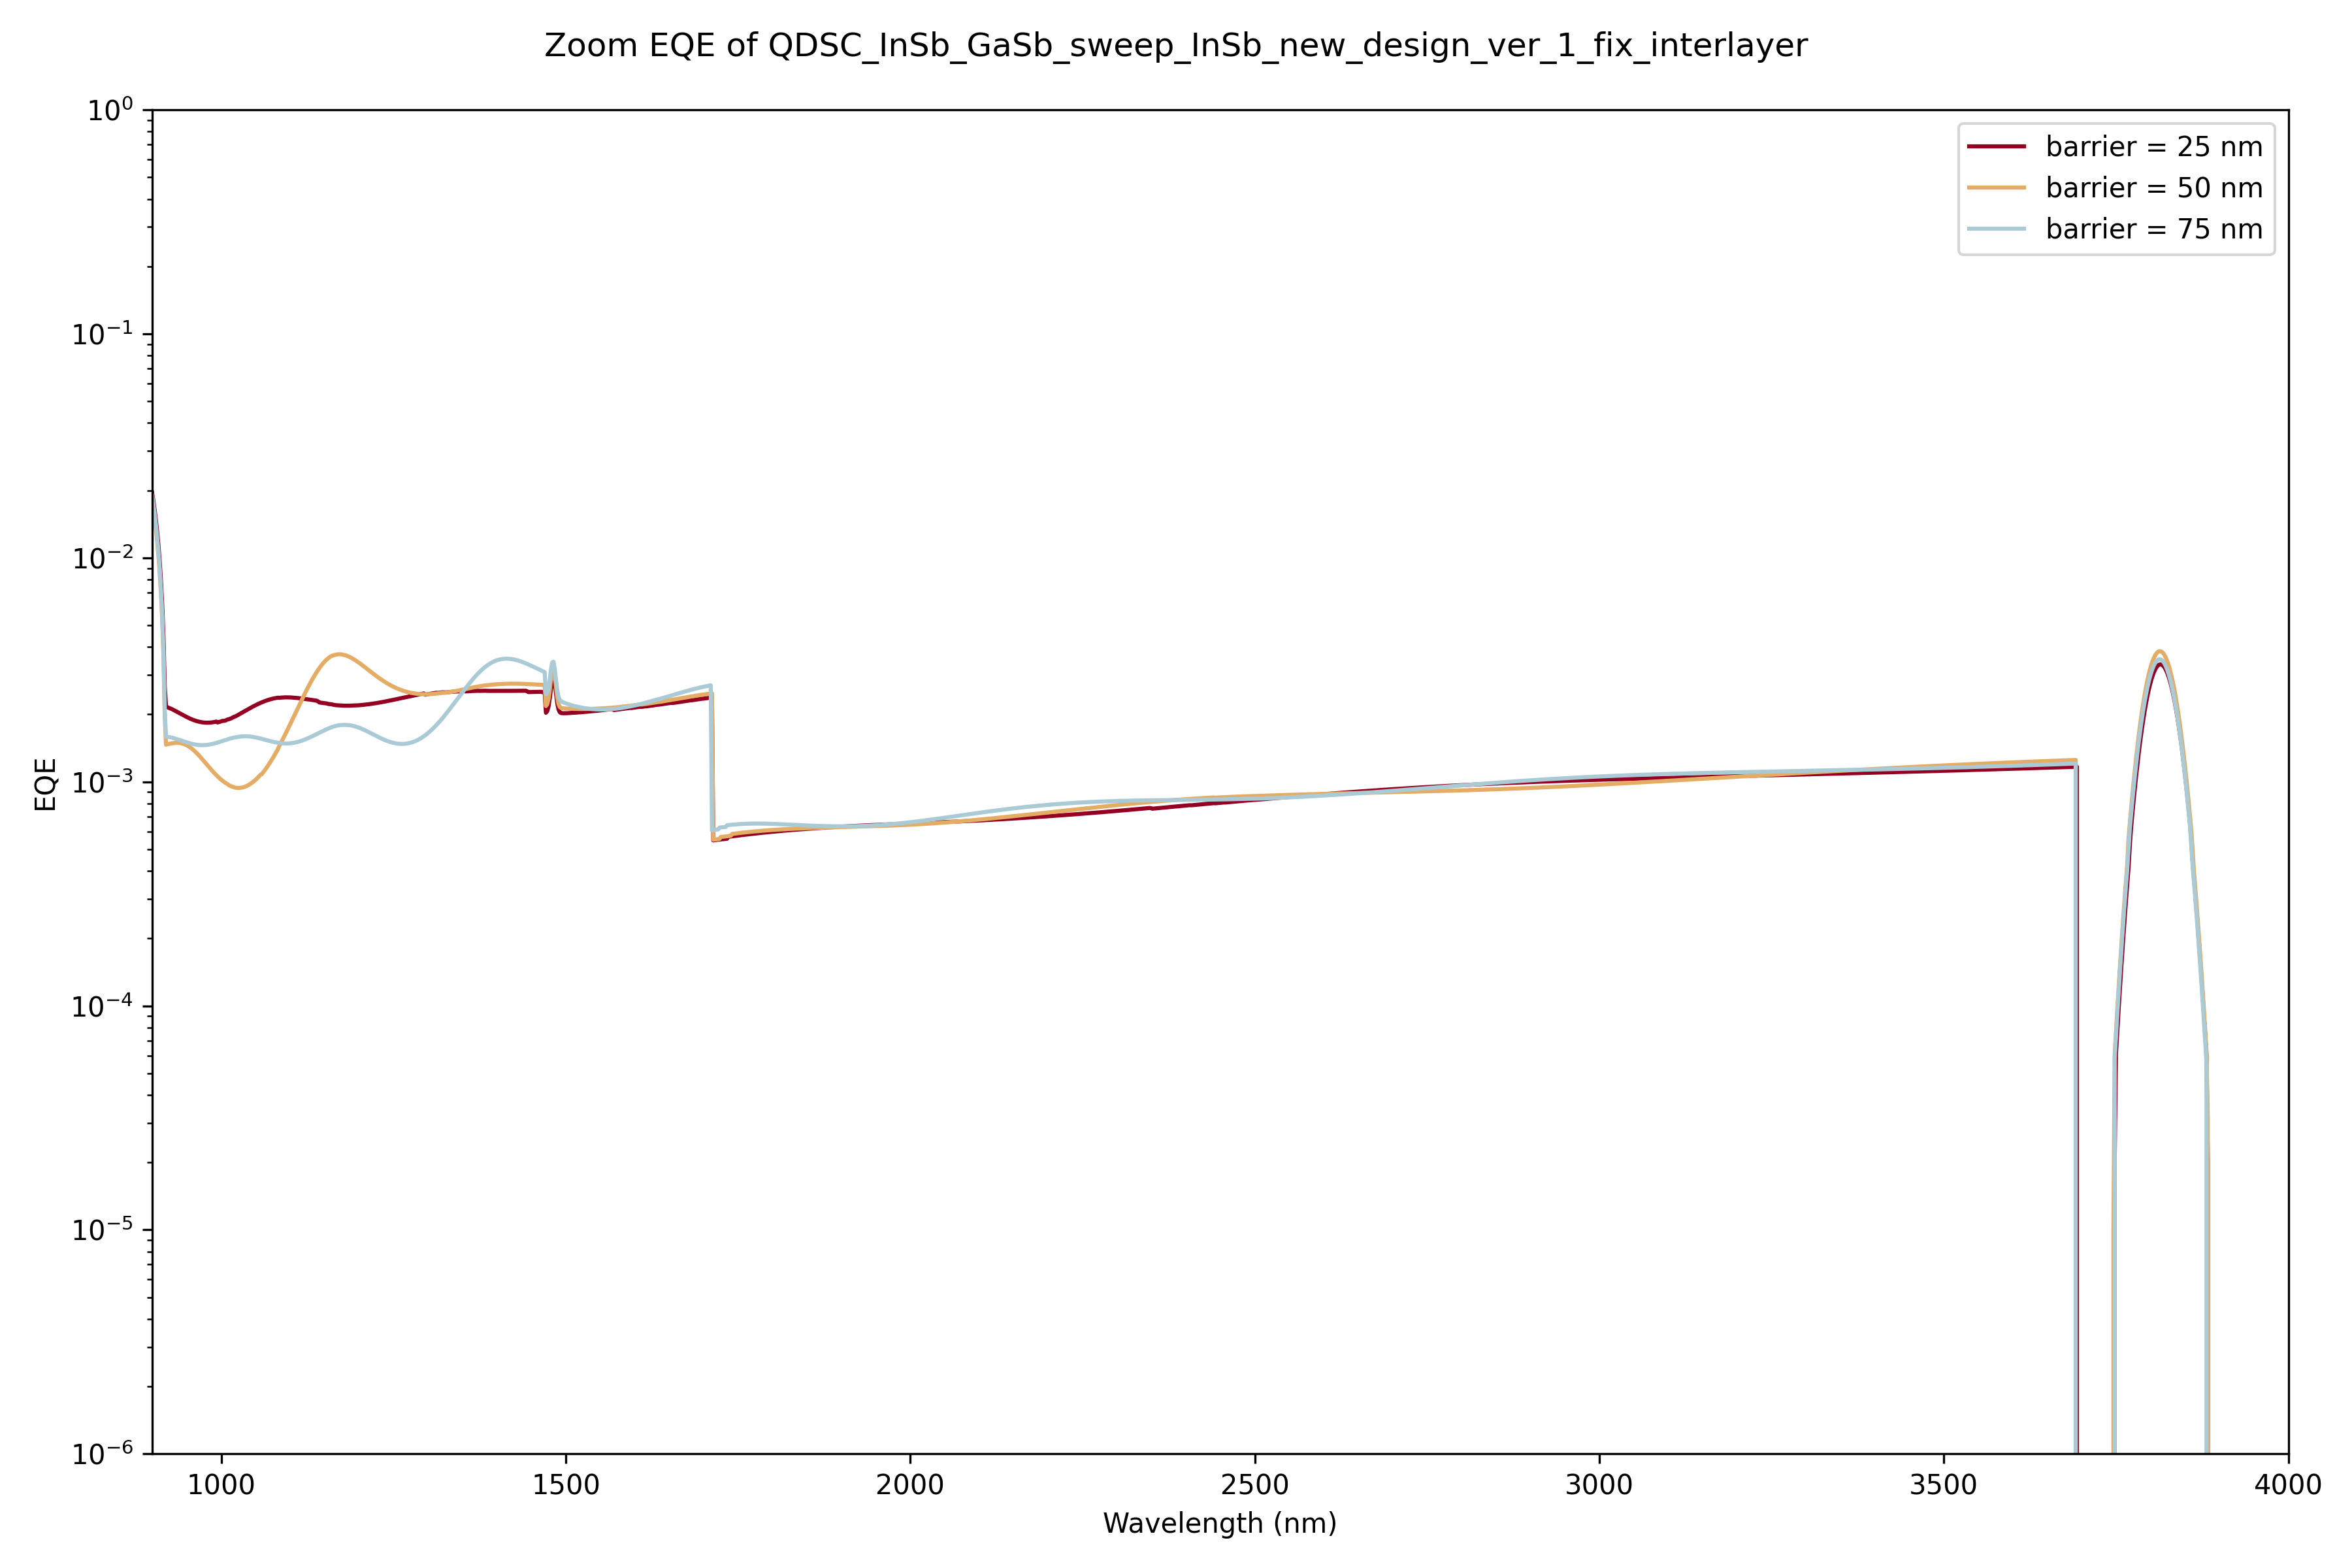 Zoom EQE of QDSC_InSb_GaSb_sweep_InSb_new_design_ver_1_fix_interlayer
10⁰
10⁻¹
10⁻²
10⁻³
10⁻⁴
10⁻⁵
10⁻⁶
EQE
barrier = 25 nm
barrier = 50 nm
barrier = 75 nm
1000 1500 2000 2500 3000 3500 4000
Wavelength (nm)